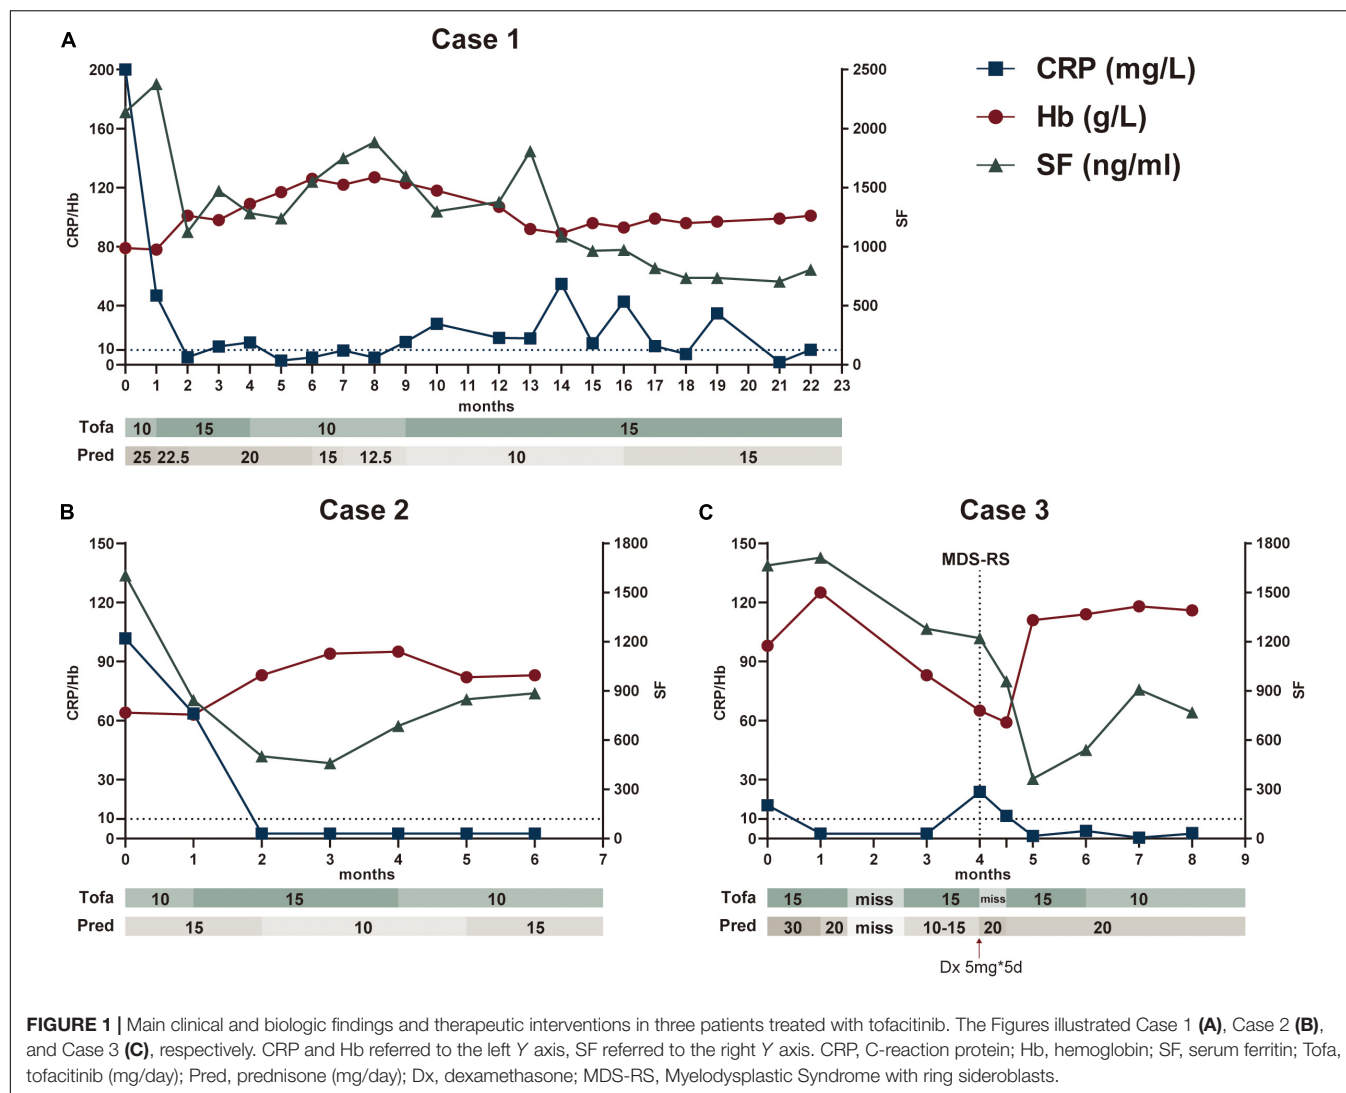 A
Case 1
CRP (mg/L)
Hb (g/L)
SF (ng/ml)
CRP/Hb
200
160
120
80
40
10
0
SF
2500
2000
1500
1000
500
0
0 1 2 3 4 5 6 7 8 9 10 11 12 13 14 15 16 17 18 19 20 21 22 23
months
Tofa 10 15 10 15
Pred 25 22.5 20 15 12.5 10 15
B
Case 2
CRP/Hb
150
120
90
60
30
10
0
SF
1800
1500
1200
900
600
300
0
0 1 2 3 4 5 6 7
months
Tofa 10 15 10
Pred 15 10 15
C
Case 3
MDS-RS
CRP/Hb
150
120
90
60
30
10
0
SF
1800
1500
1200
900
600
300
0
0 1 2 3 4 5 6 7 8 9
months
Tofa 15 miss 15 miss 15 10
Pred 30 20 miss 10-15 20 20
Dx 5mg*5d
FIGURE 1 | Main clinical and biologic findings and therapeutic interventions in three patients treated with tofacitinib. The Figures illustrated Case 1 (A), Case 2 (B),
and Case 3 (C), respectively. CRP and Hb referred to the left Y axis, SF referred to the right Y axis. CRP, C-reaction protein; Hb, hemoglobin; SF, serum ferritin; Tofa,
tofacitinib (mg/day); Pred, prednisone (mg/day); Dx, dexamethasone; MDS-RS, Myelodysplastic Syndrome with ring sideroblasts.